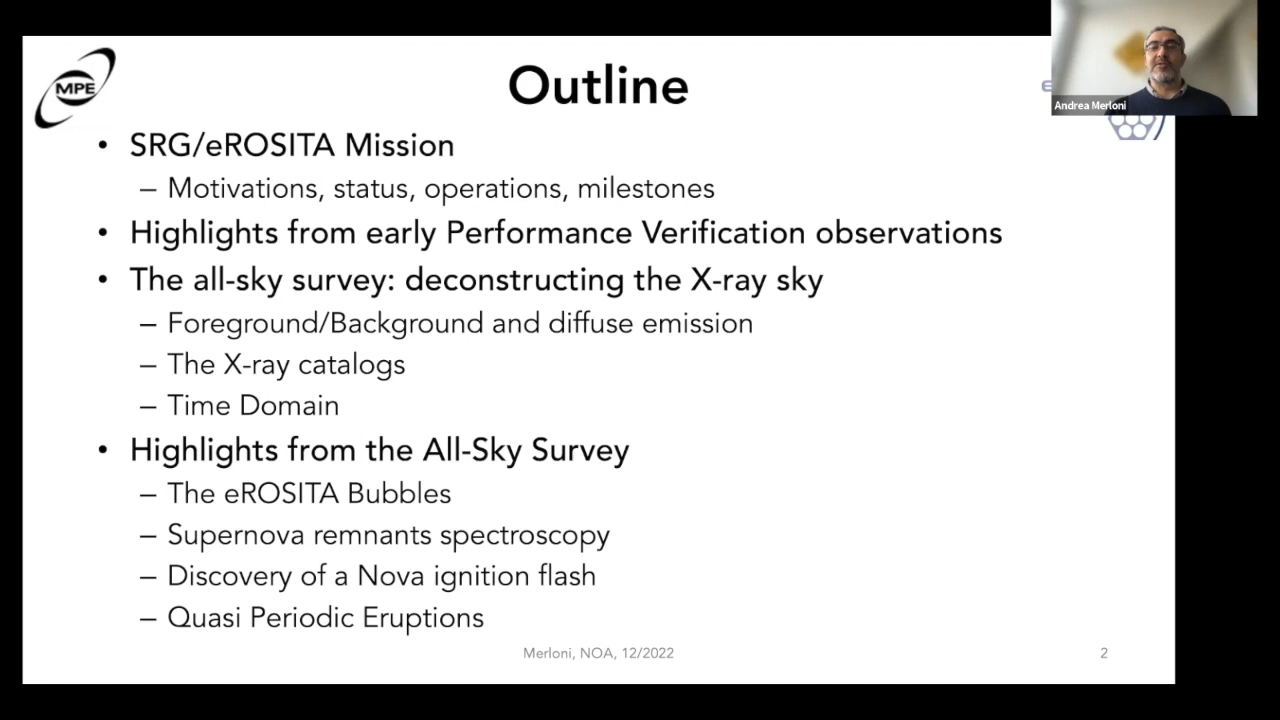 MPE
Outline
Andrea Merloni
• SRG/eROSITA Mission
– Motivations, status, operations, milestones
• Highlights from early Performance Verification observations
• The all-sky survey: deconstructing the X-ray sky
– Foreground/Background and diffuse emission
– The X-ray catalogs
– Time Domain
• Highlights from the All-Sky Survey
– The eROSITA Bubbles
– Supernova remnants spectroscopy
– Discovery of a Nova ignition flash
– Quasi Periodic Eruptions
Merloni, NOA, 12/2022
2